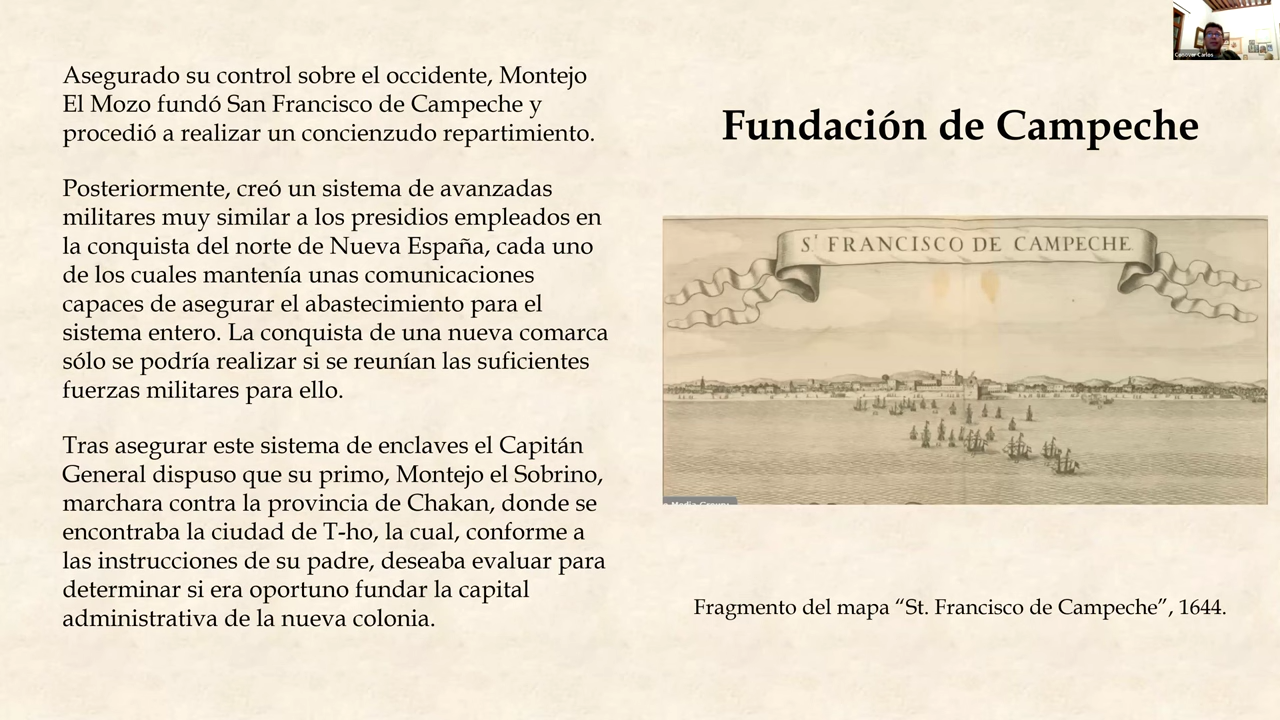 Asegurado su control sobre el occidente, Montejo
El Mozo fundó San Francisco de Campeche y
procedió a realizar un concienzudo repartimiento.
Posteriormente, creó un sistema de avanzadas
militares muy similar a los presidios empleados en
la conquista del norte de Nueva España, cada uno
de los cuales mantenía unas comunicaciones
capaces de asegurar el abastecimiento para el
sistema entero. La conquista de una nueva comarca
sólo se podría realizar si se reunían las suficientes
fuerzas militares para ello.
Tras asegurar este sistema de enclaves el Capitán
General dispuso que su primo, Montejo el Sobrino,
marchara contra la provincia de Chakan, donde se
encontraba la ciudad de T-ho, la cual, conforme a
las instrucciones de su padre, deseaba evaluar para
determinar si era oportuno fundar la capital
administrativa de la nueva colonia.
Fundación de Campeche
S^t FRANCISCO DE CAMPECHE
Fragmento del mapa “St. Francisco de Campeche”, 1644.
Carlos